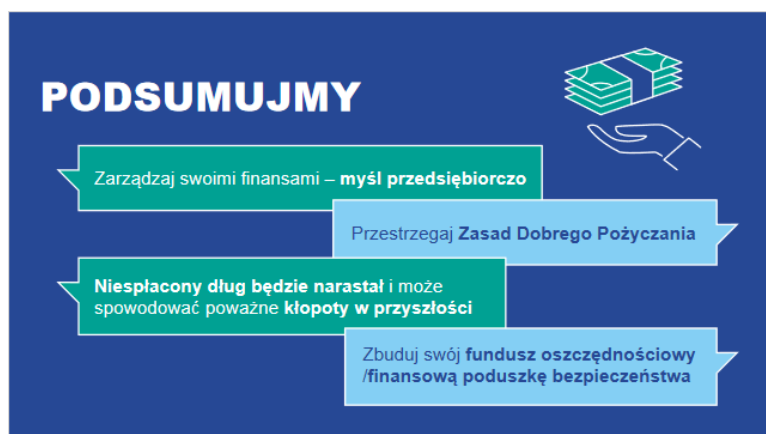 PODSUMUJMY
Zarządzaj swoimi finansami – myśl przedsiębiorczo
Przestrzegaj Zasad Dobrego Pożyczania
Niespłacony dług będzie narastał i może
spowodować poważne kłopoty w przyszłości
Zbuduj swój fundusz oszczędnościowy
/finansową poduszkę bezpieczeństwa